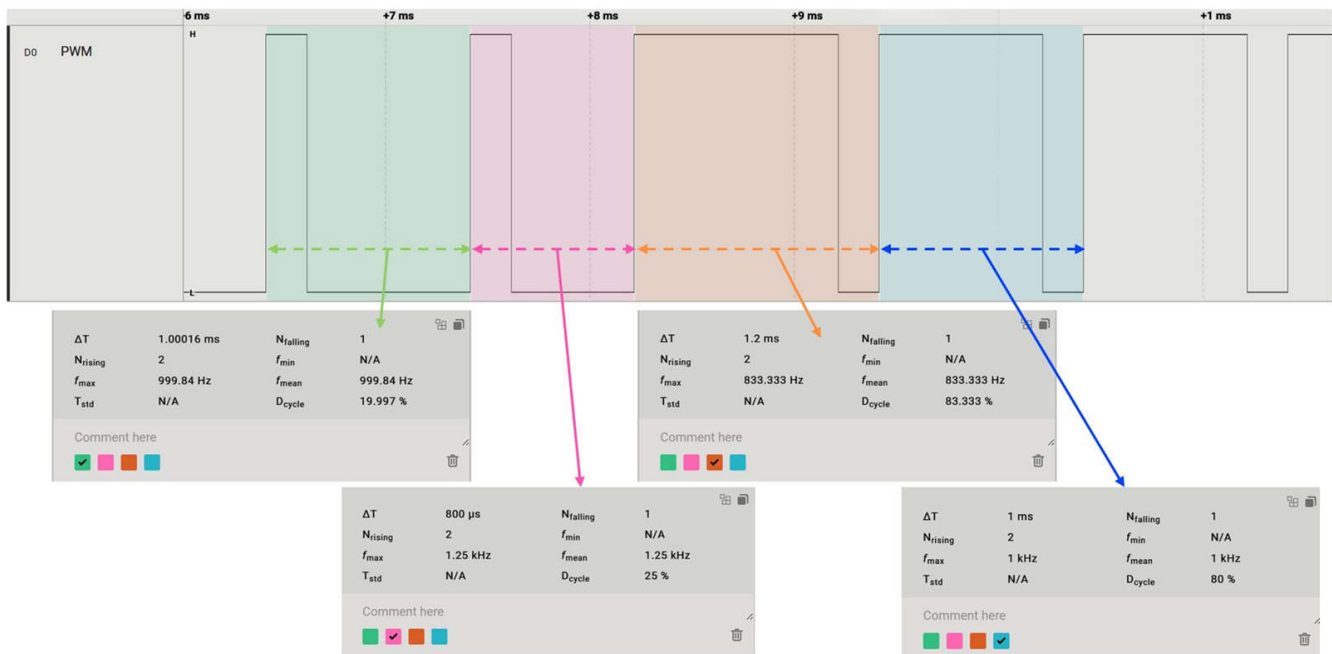 6 ms +7 ms +8 ms +9 ms +1 ms
H
D0 PWM
L
ΔT 1.00016 ms Nfalling 1
Nrising 2 fmin N/A
fmax 999.84 Hz fmean 999.84 Hz
Tstd N/A Dcycle 19.997 %
Comment here
ΔT 1.2 ms Nfalling 1
Nrising 2 fmin N/A
fmax 833.333 Hz fmean 833.333 Hz
Tstd N/A Dcycle 83.333 %
Comment here
ΔT 800 µs Nfalling 1
Nrising 2 fmin N/A
fmax 1.25 kHz fmean 1.25 kHz
Tstd N/A Dcycle 25 %
Comment here
ΔT 1 ms Nfalling 1
Nrising 2 fmin N/A
fmax 1 kHz fmean 1 kHz
Tstd N/A Dcycle 80 %
Comment here